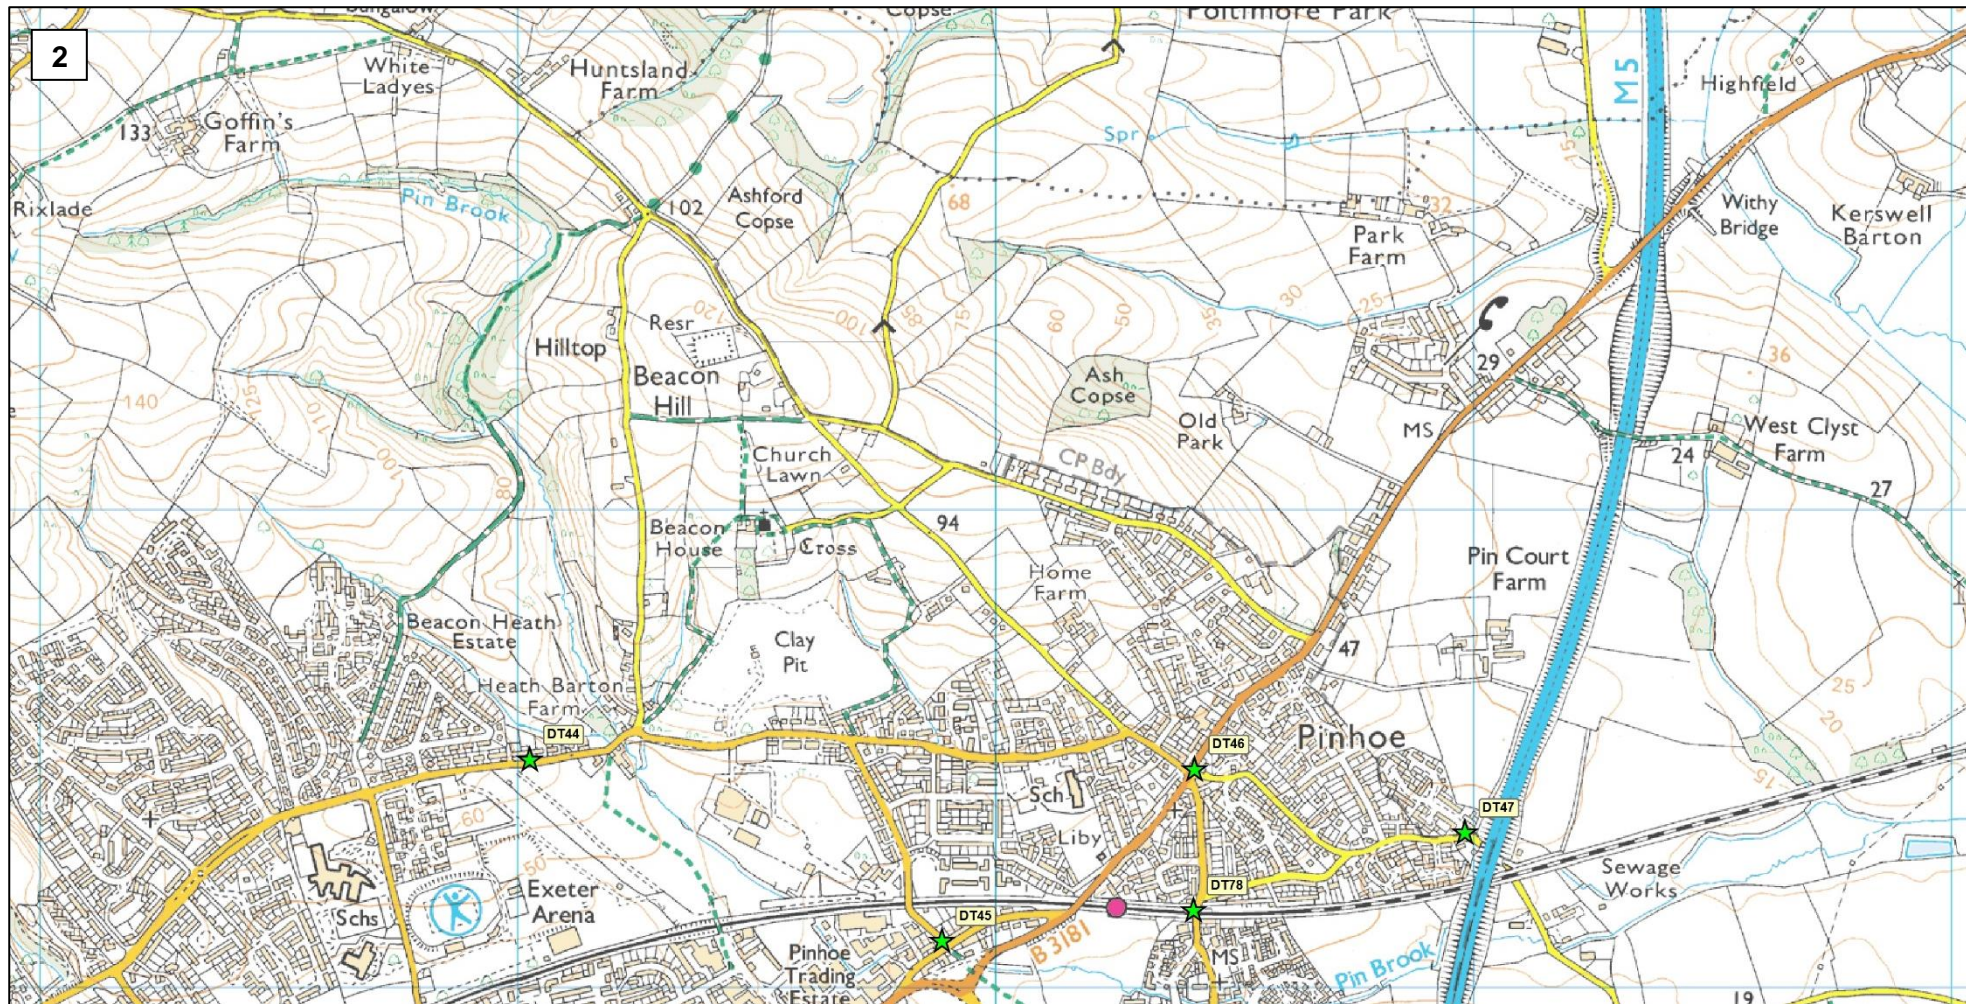 2
Bungalow
Copse
Poltimore Park
White
Ladyes
Huntsland
Farm
M 5
Highfield
133
Goffin's
Farm
Spr
S
15
Rixlade
Pin Brook
102
Ashford
Copse
68
32
Park
Farm
Withy
Bridge
Kerswell
Barton
Resr
120
100
85
75
60
50
35
30
25
Hilltop
Beacon
Hill
29
36
140
125
110
100
80
Ash
Copse
Old
Park
MS
West Clyst
Farm
24
27
Church
Lawn
CP Bdy
Beacon
House
Cross
94
Home
Farm
Pin Court
Farm
Beacon Heath
Estate
Clay
Pit
47
25
20
15
Heath Barton
Farm
DT44
DT46
Pinhoe
60
50
Sch
DT47
Liby
Schs
Exeter
Arena
DT45
DT78
Sewage
Works
Pinhoe
Trading
Estate
B 3181
MS
Pin Brook
19